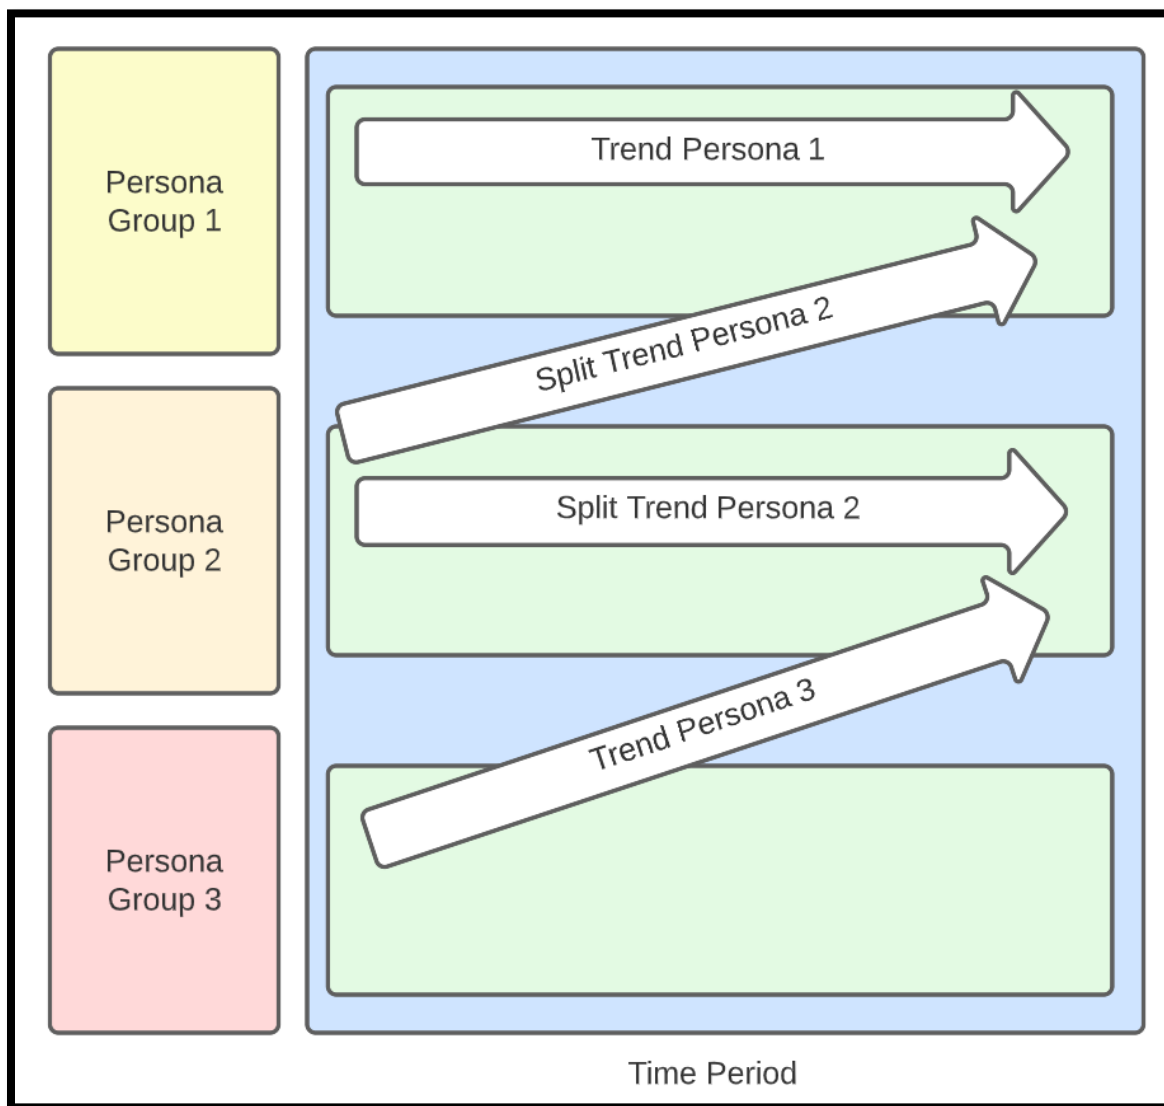 Persona
Group 1
Trend Persona 1
Split Trend Persona 2
Persona
Group 2
Split Trend Persona 2
Trend Persona 3
Persona
Group 3
Time Period